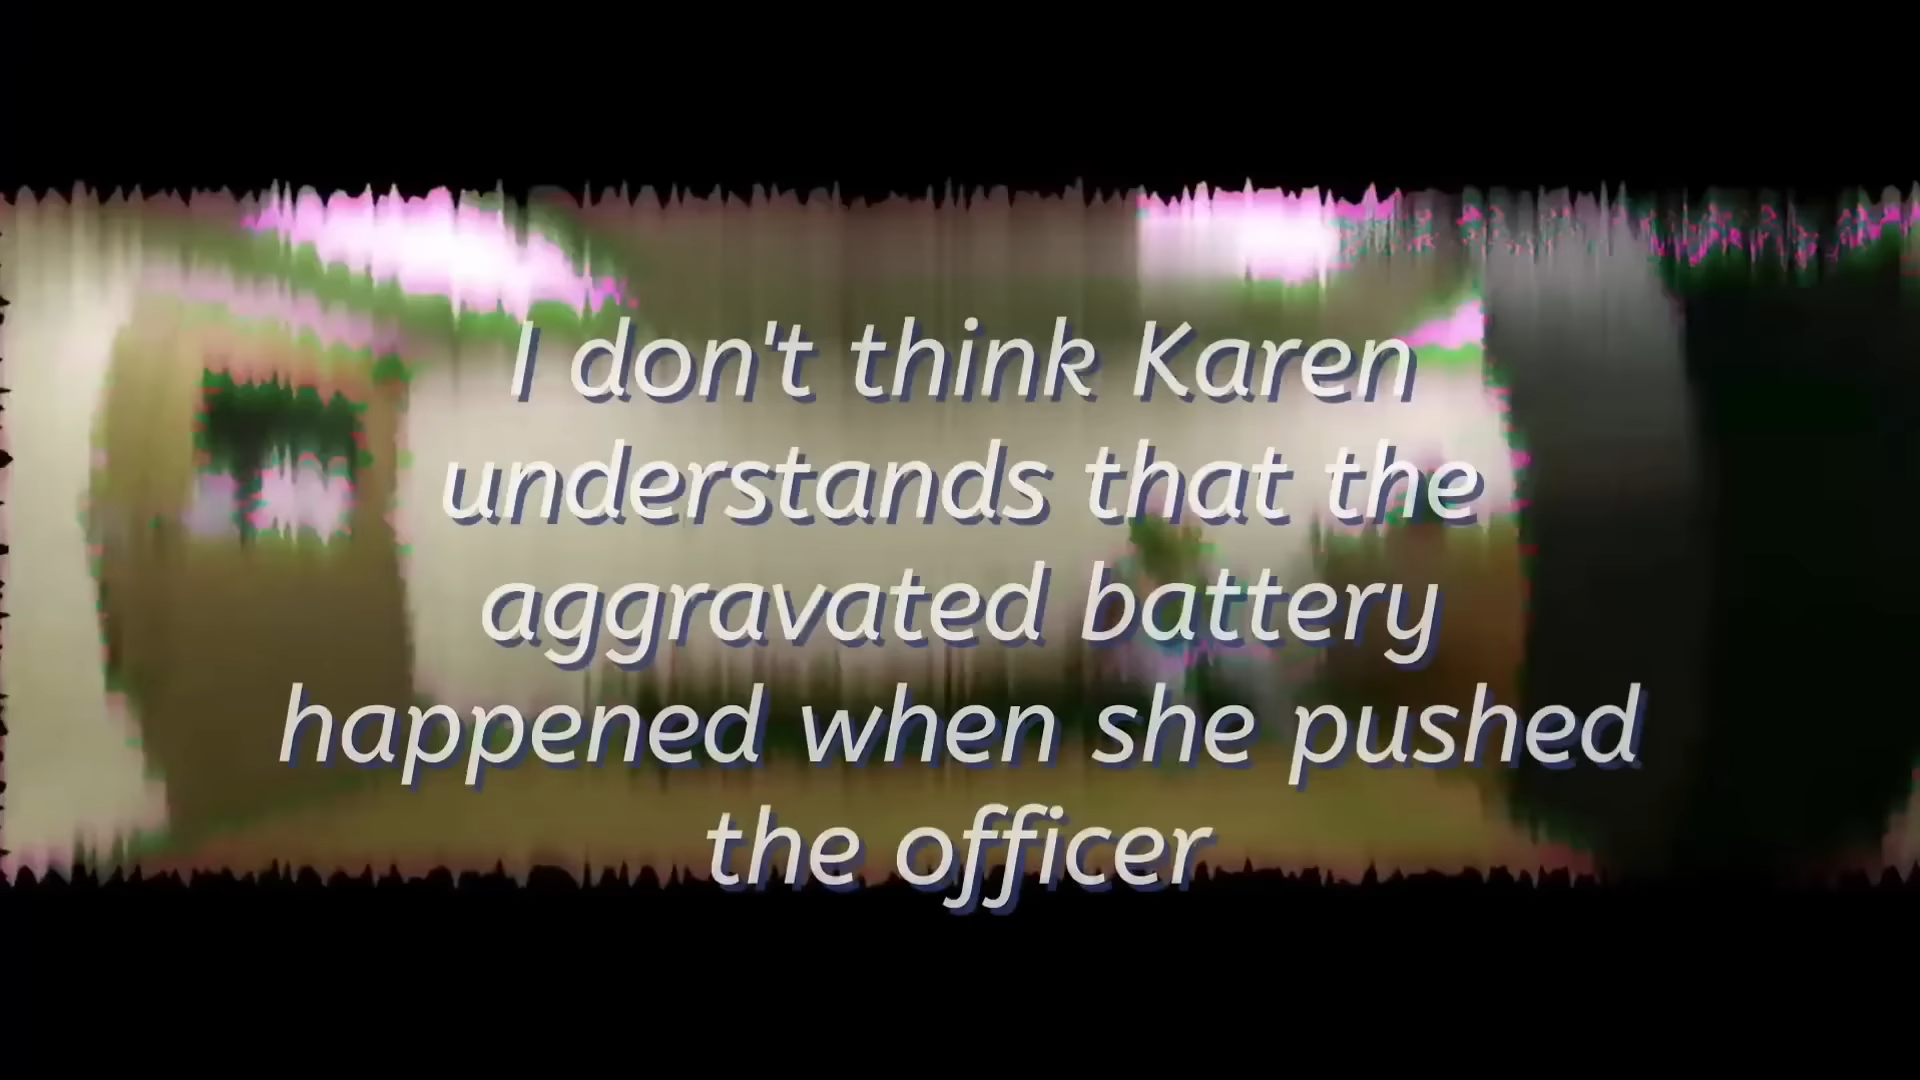 I don't think Karen
understands that the
aggravated battery
happened when she pushed
the officer